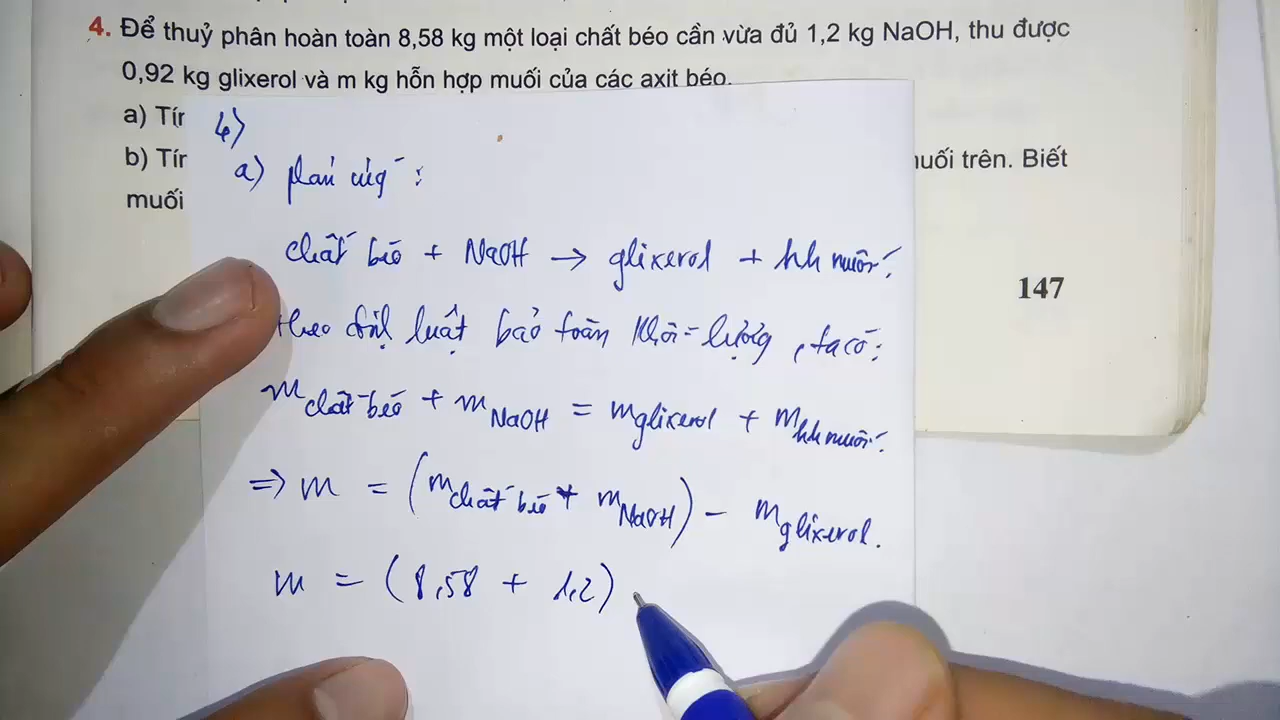 4. Để thuỷ phân hoàn toàn 8,58 kg một loại chất béo cần vừa đủ 1,2 kg NaOH, thu được
0,92 kg glixerol và m kg hỗn hợp muối của các axit béo.
a) Tír
b) Tír
muối trên. Biết
muối
147
4)
a) phản ứng :
chất béo + NaOH → glixerol + hh muối.
theo định luật bảo toàn khối lượng, ta có:
m chất béo + m NaOH = m glixerol + m hh muối.
⇒ m = (m chất béo + m NaOH) − m glixerol.
m = (8,58 + 1,2)